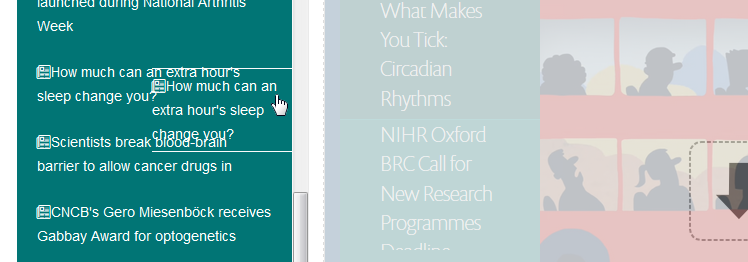 launched during National Arthritis
Week
How much can an extra hour's
sleep change you?
How much can an
extra hour's sleep
change you?
Scientists break blood-brain
barrier to allow cancer drugs in
CNCB's Gero Miesenböck receives
Gabbay Award for optogenetics
What Makes
You Tick:
Circadian
Rhythms
NIHR Oxford
BRC Call for
New Research
Programmes
Deadline